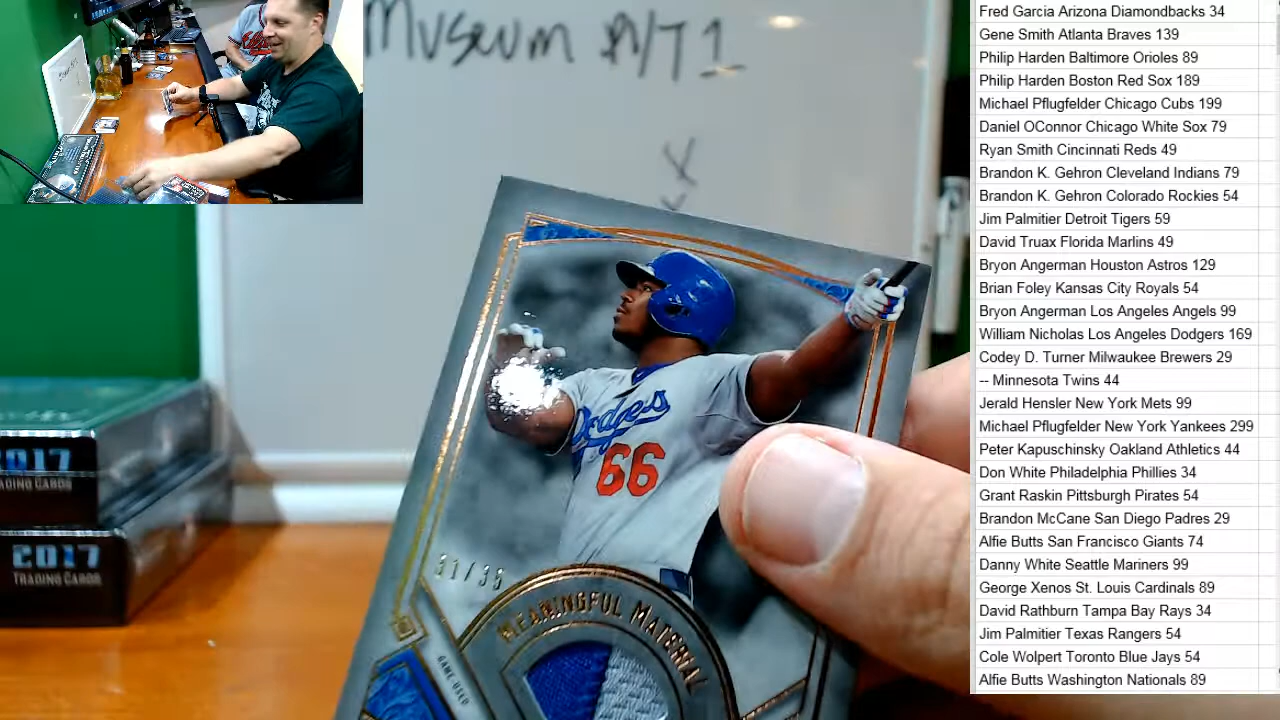 Museum
Dodgers
66
31/35
MEANINGFUL MATERIAL
GAME USED
2017
TRADING CARDS
2017
TRADING CARDS
Fred Garcia Arizona Diamondbacks 34
Gene Smith Atlanta Braves 139
Philip Harden Baltimore Orioles 89
Philip Harden Boston Red Sox 189
Michael Pflugfelder Chicago Cubs 199
Daniel OConnor Chicago White Sox 79
Ryan Smith Cincinnati Reds 49
Brandon K. Gehron Cleveland Indians 79
Brandon K. Gehron Colorado Rockies 54
Jim Palmitier Detroit Tigers 59
David Truax Florida Marlins 49
Bryon Angerman Houston Astros 129
Brian Foley Kansas City Royals 54
Bryon Angerman Los Angeles Angels 99
William Nicholas Los Angeles Dodgers 169
Codey D. Turner Milwaukee Brewers 29
-- Minnesota Twins 44
Jerald Hensler New York Mets 99
Michael Pflugfelder New York Yankees 299
Peter Kapuschinsky Oakland Athletics 44
Don White Philadelphia Phillies 34
Grant Raskin Pittsburgh Pirates 54
Brandon McCane San Diego Padres 29
Alfie Butts San Francisco Giants 74
Danny White Seattle Mariners 99
George Xenos St. Louis Cardinals 89
David Rathburn Tampa Bay Rays 34
Jim Palmitier Texas Rangers 54
Cole Wolpert Toronto Blue Jays 54
Alfie Butts Washington Nationals 89